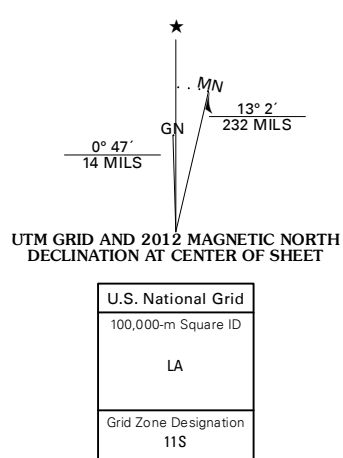 ★
MN
GN
13° 2´
232 MILS
0° 47´
14 MILS
UTM GRID AND 2012 MAGNETIC NORTH
DECLINATION AT CENTER OF SHEET
U.S. National Grid
100,000-m Square ID
LA
Grid Zone Designation
11S